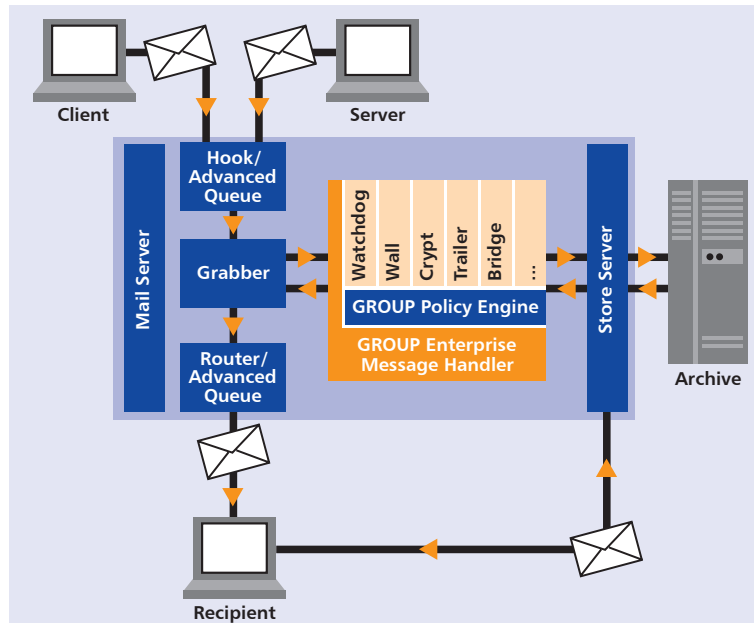 Client
Server
Mail Server
Hook/
Advanced
Queue
Grabber
Router/
Advanced
Queue
Watchdog
Wall
Crypt
Trailer
Bridge
...
GROUP Policy Engine
GROUP Enterprise
Message Handler
Store Server
Archive
Recipient